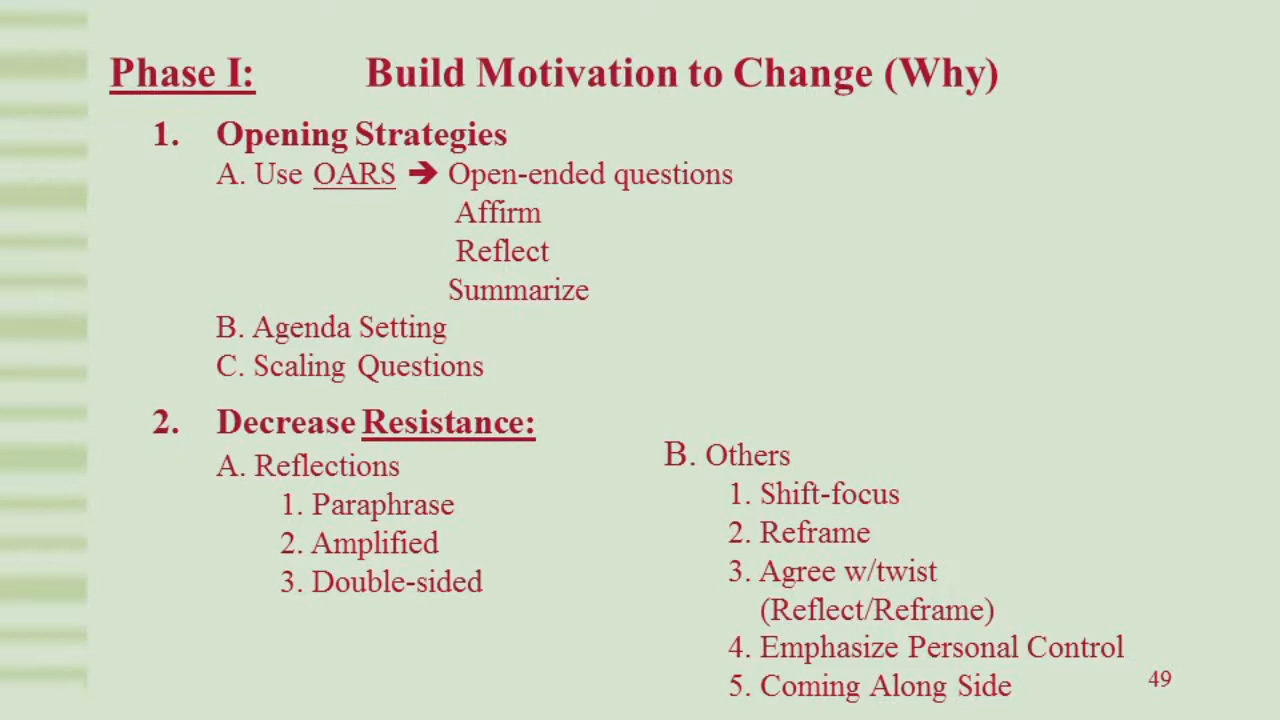 Phase I: Build Motivation to Change (Why)
1. Opening Strategies
A. Use OARS ➔ Open-ended questions
Affirm
Reflect
Summarize
B. Agenda Setting
C. Scaling Questions
2. Decrease Resistance:
A. Reflections
1. Paraphrase
2. Amplified
3. Double-sided
B. Others
1. Shift-focus
2. Reframe
3. Agree w/twist
(Reflect/Reframe)
4. Emphasize Personal Control
5. Coming Along Side
49